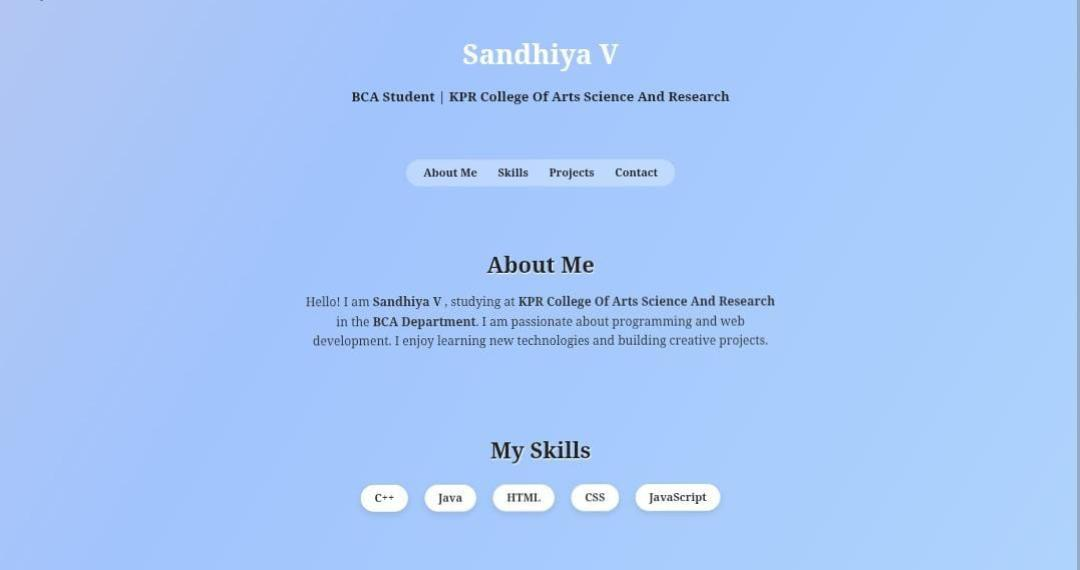 Sandhiya V
BCA Student | KPR College Of Arts Science And Research
About Me Skills Projects Contact
About Me
Hello! I am Sandhiya V , studying at KPR College Of Arts Science And Research
in the BCA Department. I am passionate about programming and web
development. I enjoy learning new technologies and building creative projects.
My Skills
C++ Java HTML CSS JavaScript